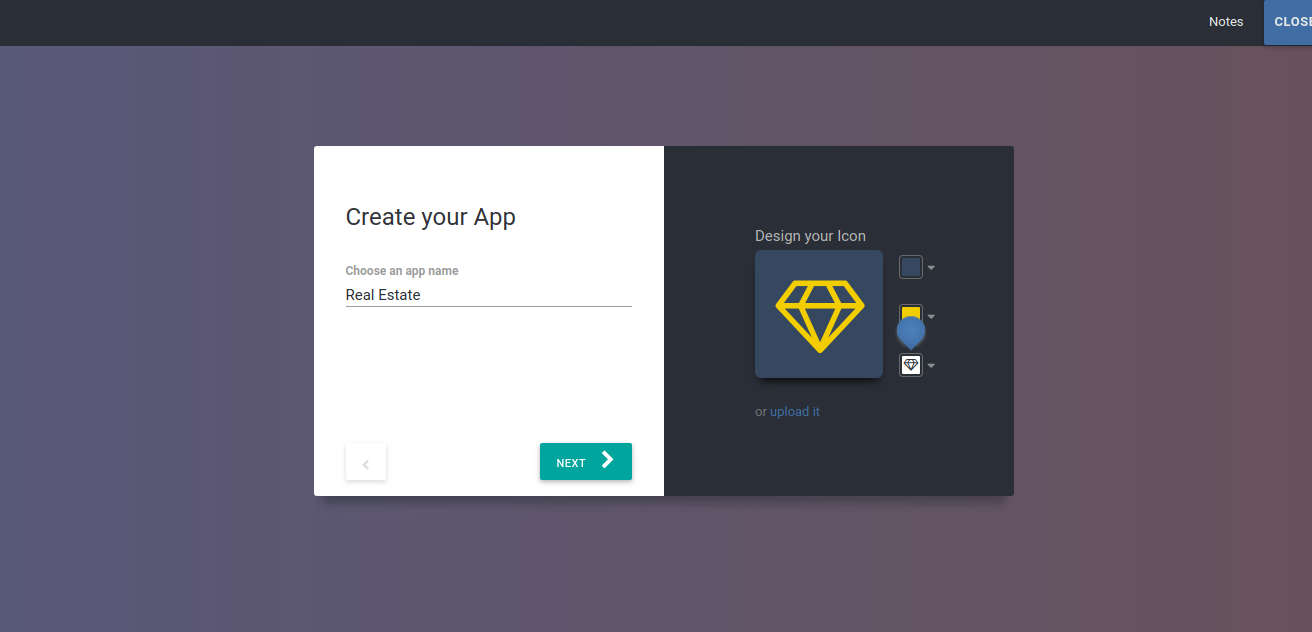 Notes
CLOSE
Create your App
Choose an app name
Real Estate
NEXT
Design your Icon
or upload it